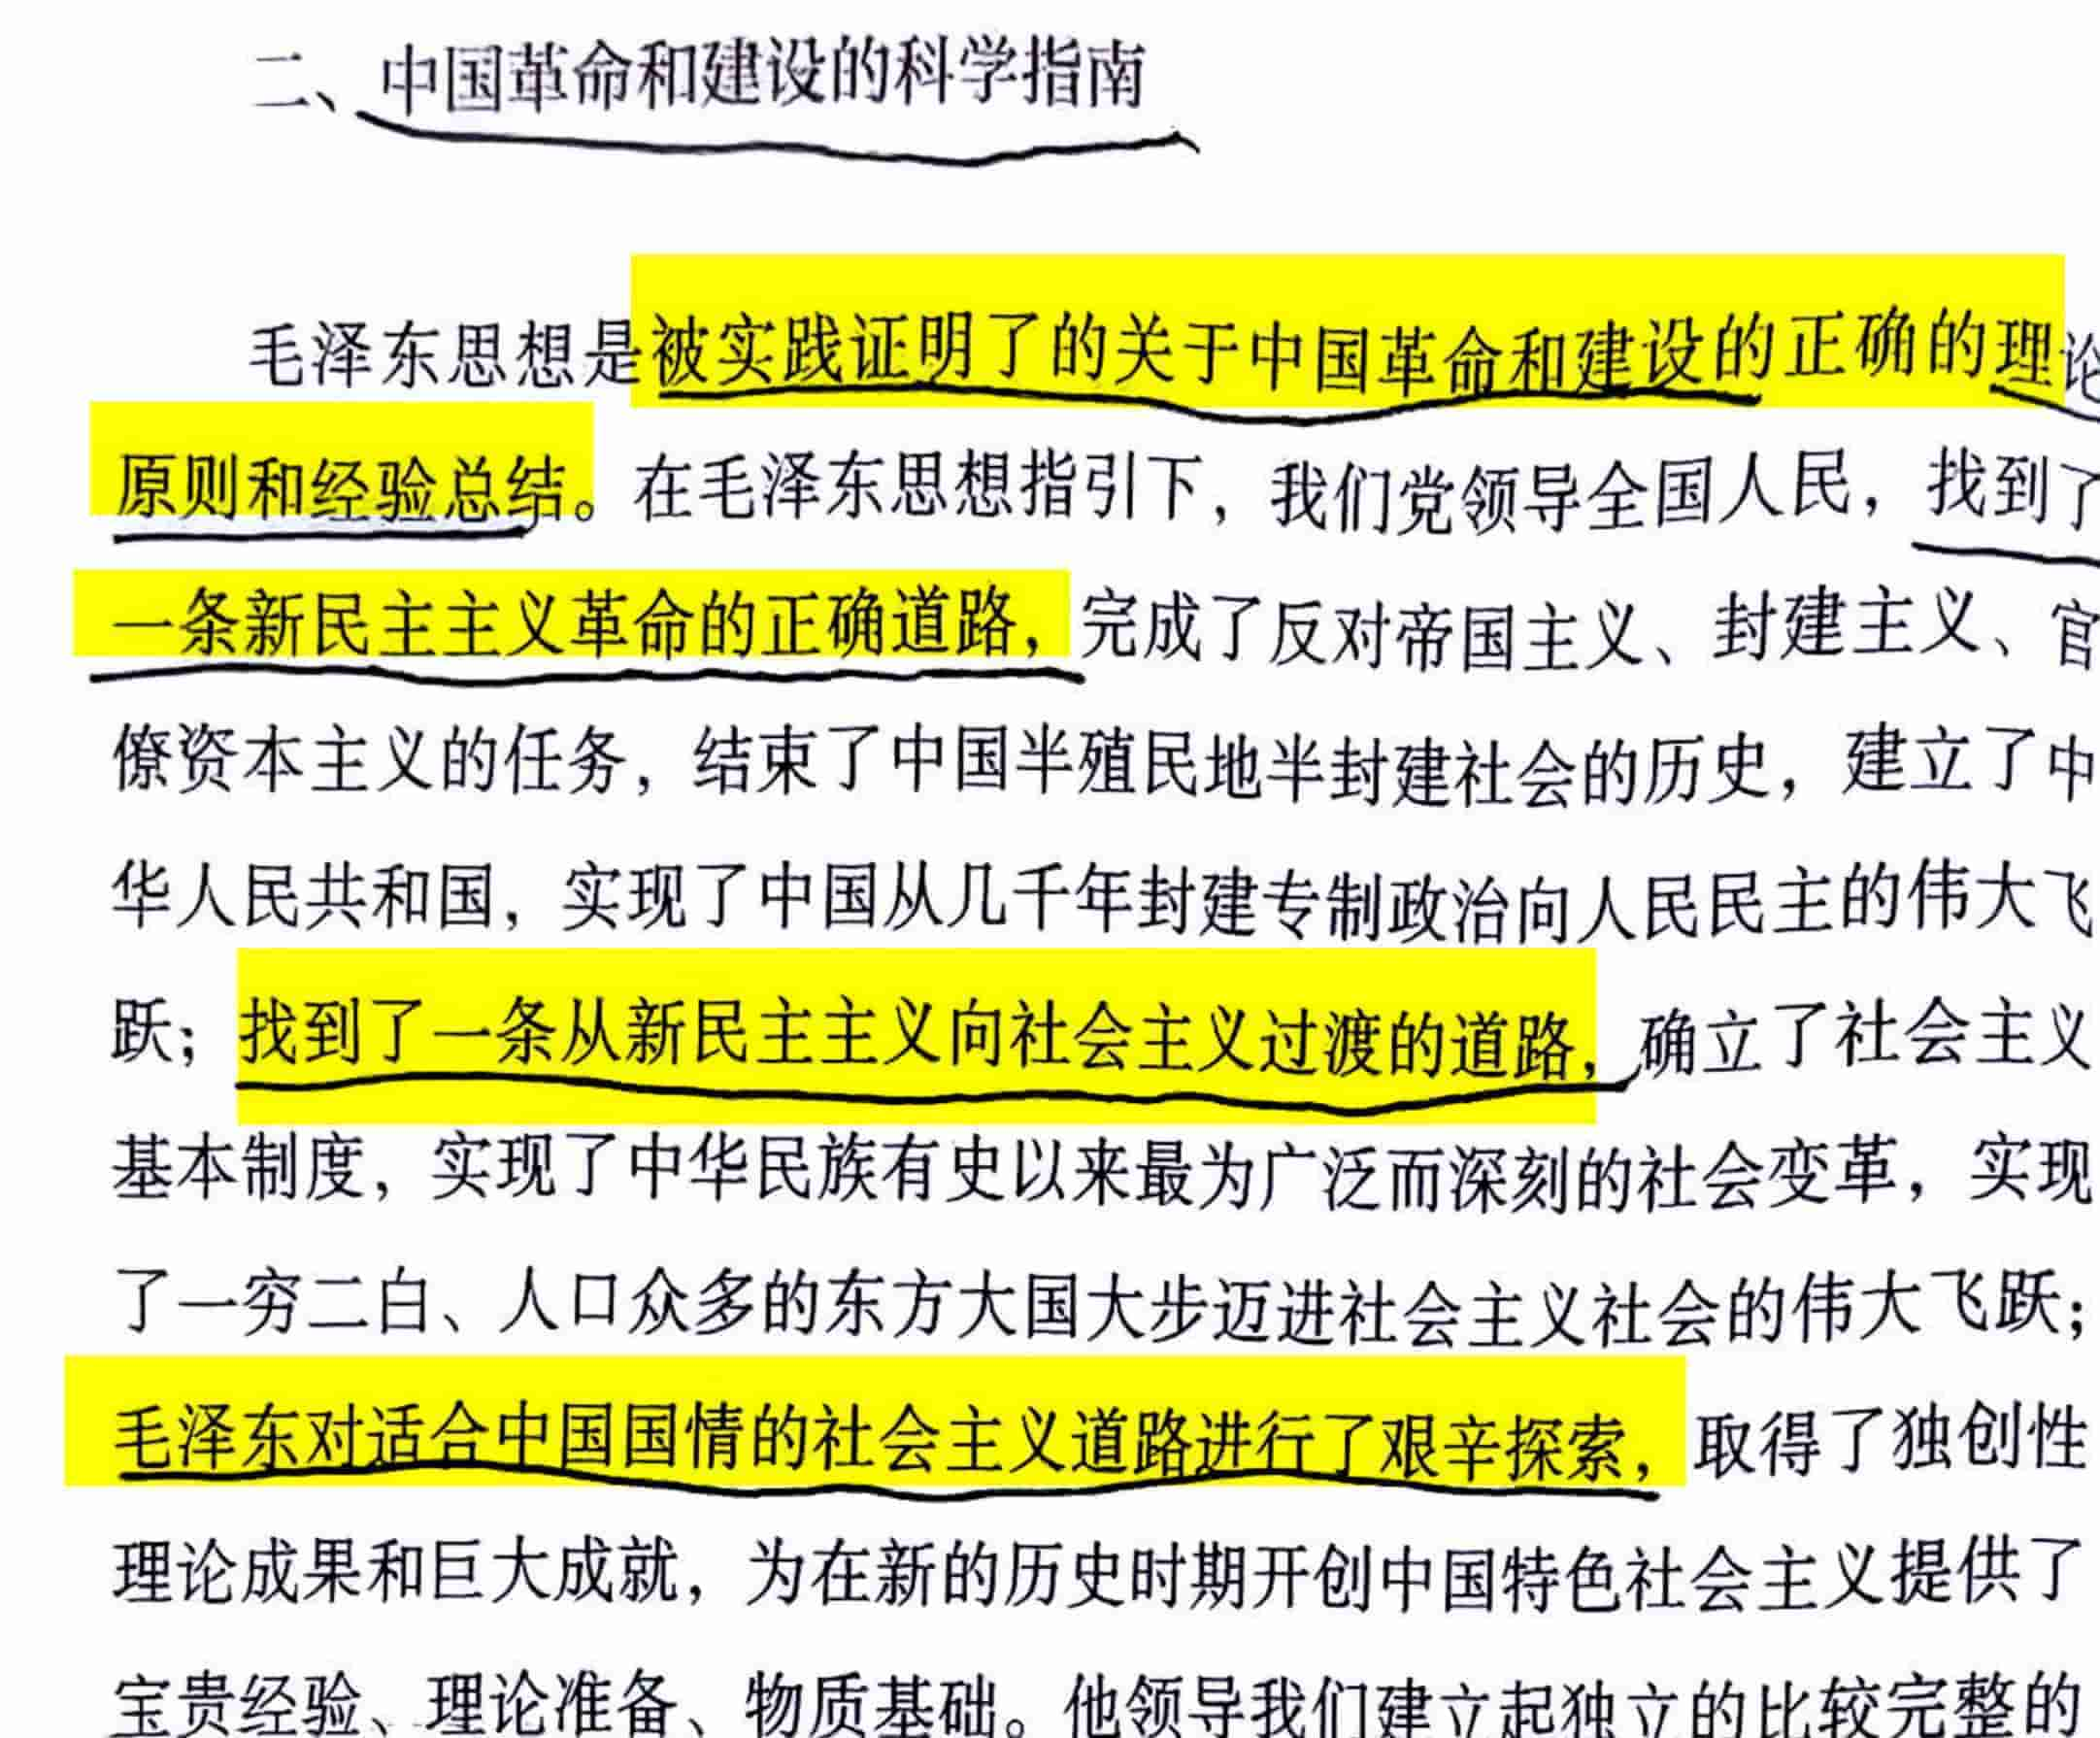 二、中国革命和建设的科学指南
毛泽东思想是被实践证明了的关于中国革命和建设的正确的理论
原则和经验总结。在毛泽东思想指引下，我们党领导全国人民，找到了
一条新民主主义革命的正确道路，完成了反对帝国主义、封建主义、官
僚资本主义的任务，结束了中国半殖民地半封建社会的历史，建立了中
华人民共和国，实现了中国从几千年封建专制政治向人民民主的伟大飞
跃；找到了一条从新民主主义向社会主义过渡的道路，确立了社会主义
基本制度，实现了中华民族有史以来最为广泛而深刻的社会变革，实现
了一穷二白、人口众多的东方大国大步迈进社会主义社会的伟大飞跃；
毛泽东对适合中国国情的社会主义道路进行了艰辛探索，取得了独创性
理论成果和巨大成就，为在新的历史时期开创中国特色社会主义提供了
宝贵经验、理论准备、物质基础。他领导我们建立起独立的比较完整的